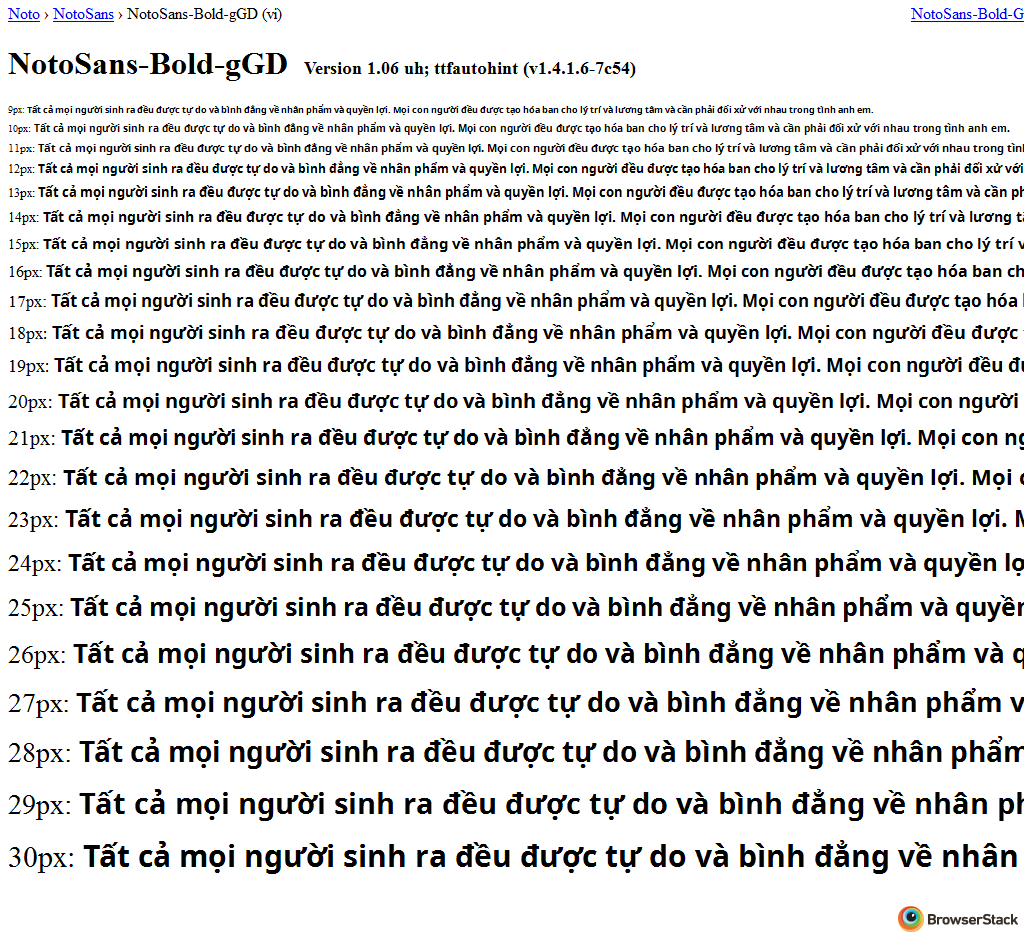 Noto › NotoSans › NotoSans-Bold-gGD (vi) NotoSans-Bold-G
NotoSans-Bold-gGD Version 1.06 uh; ttfautohint (v1.4.1.6-7c54)
9px: Tất cả mọi người sinh ra đều được tự do và bình đẳng về nhân phẩm và quyền lợi. Mọi con người đều được tạo hóa ban cho lý trí và lương tâm và cần phải đối xử với nhau trong tình anh em.
10px: Tất cả mọi người sinh ra đều được tự do và bình đẳng về nhân phẩm và quyền lợi. Mọi con người đều được tạo hóa ban cho lý trí và lương tâm và cần phải đối xử với nhau trong tình anh em.
11px: Tất cả mọi người sinh ra đều được tự do và bình đẳng về nhân phẩm và quyền lợi. Mọi con người đều được tạo hóa ban cho lý trí và lương tâm và cần phải đối xử với nhau trong tìn
12px: Tất cả mọi người sinh ra đều được tự do và bình đẳng về nhân phẩm và quyền lợi. Mọi con người đều được tạo hóa ban cho lý trí và lương tâm và cần phải đối xử với
13px: Tất cả mọi người sinh ra đều được tự do và bình đẳng về nhân phẩm và quyền lợi. Mọi con người đều được tạo hóa ban cho lý trí và lương tâm và cần ph
14px: Tất cả mọi người sinh ra đều được tự do và bình đẳng về nhân phẩm và quyền lợi. Mọi con người đều được tạo hóa ban cho lý trí và lương t
15px: Tất cả mọi người sinh ra đều được tự do và bình đẳng về nhân phẩm và quyền lợi. Mọi con người đều được tạo hóa ban cho lý trí v
16px: Tất cả mọi người sinh ra đều được tự do và bình đẳng về nhân phẩm và quyền lợi. Mọi con người đều được tạo hóa ban ch
17px: Tất cả mọi người sinh ra đều được tự do và bình đẳng về nhân phẩm và quyền lợi. Mọi con người đều được tạo hóa
18px: Tất cả mọi người sinh ra đều được tự do và bình đẳng về nhân phẩm và quyền lợi. Mọi con người đều được
19px: Tất cả mọi người sinh ra đều được tự do và bình đẳng về nhân phẩm và quyền lợi. Mọi con người đều đư
20px: Tất cả mọi người sinh ra đều được tự do và bình đẳng về nhân phẩm và quyền lợi. Mọi con người
21px: Tất cả mọi người sinh ra đều được tự do và bình đẳng về nhân phẩm và quyền lợi. Mọi con ng
22px: Tất cả mọi người sinh ra đều được tự do và bình đẳng về nhân phẩm và quyền lợi. Mọi c
23px: Tất cả mọi người sinh ra đều được tự do và bình đẳng về nhân phẩm và quyền lợi. M
24px: Tất cả mọi người sinh ra đều được tự do và bình đẳng về nhân phẩm và quyền lợ
25px: Tất cả mọi người sinh ra đều được tự do và bình đẳng về nhân phẩm và quyền
26px: Tất cả mọi người sinh ra đều được tự do và bình đẳng về nhân phẩm và q
27px: Tất cả mọi người sinh ra đều được tự do và bình đẳng về nhân phẩm v
28px: Tất cả mọi người sinh ra đều được tự do và bình đẳng về nhân phẩm
29px: Tất cả mọi người sinh ra đều được tự do và bình đẳng về nhân ph
30px: Tất cả mọi người sinh ra đều được tự do và bình đẳng về nhân
BrowserStack